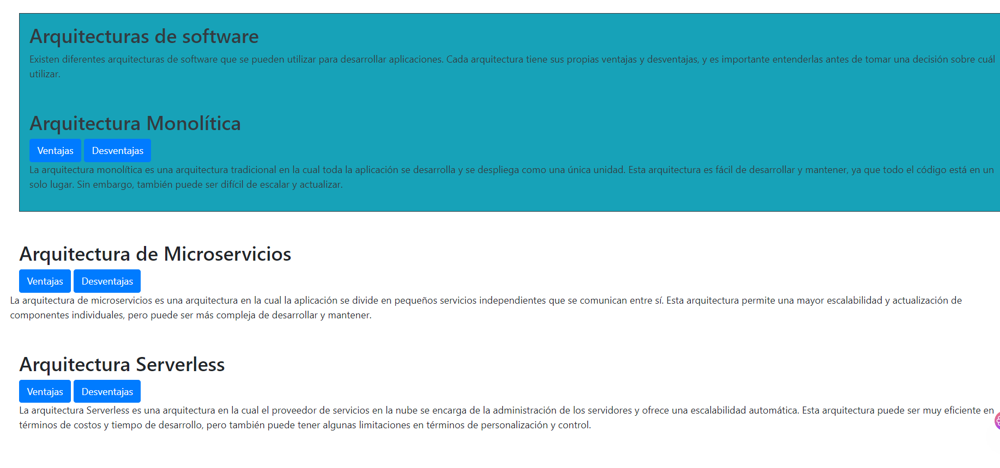 Arquitecturas de software
Existen diferentes arquitecturas de software que se pueden utilizar para desarrollar aplicaciones. Cada arquitectura tiene sus propias ventajas y desventajas, y es importante entenderlas antes de tomar una decisión sobre cuál
utilizar.
Arquitectura Monolítica
Ventajas Desventajas
La arquitectura monolítica es una arquitectura tradicional en la cual toda la aplicación se desarrolla y se despliega como una única unidad. Esta arquitectura es fácil de desarrollar y mantener, ya que todo el código está en un
solo lugar. Sin embargo, también puede ser difícil de escalar y actualizar.
Arquitectura de Microservicios
Ventajas Desventajas
La arquitectura de microservicios es una arquitectura en la cual la aplicación se divide en pequeños servicios independientes que se comunican entre sí. Esta arquitectura permite una mayor escalabilidad y actualización de
componentes individuales, pero puede ser más compleja de desarrollar y mantener.
Arquitectura Serverless
Ventajas Desventajas
La arquitectura Serverless es una arquitectura en la cual el proveedor de servicios en la nube se encarga de la administración de los servidores y ofrece una escalabilidad automática. Esta arquitectura puede ser muy eficiente en
términos de costos y tiempo de desarrollo, pero también puede tener algunas limitaciones en términos de personalización y control.